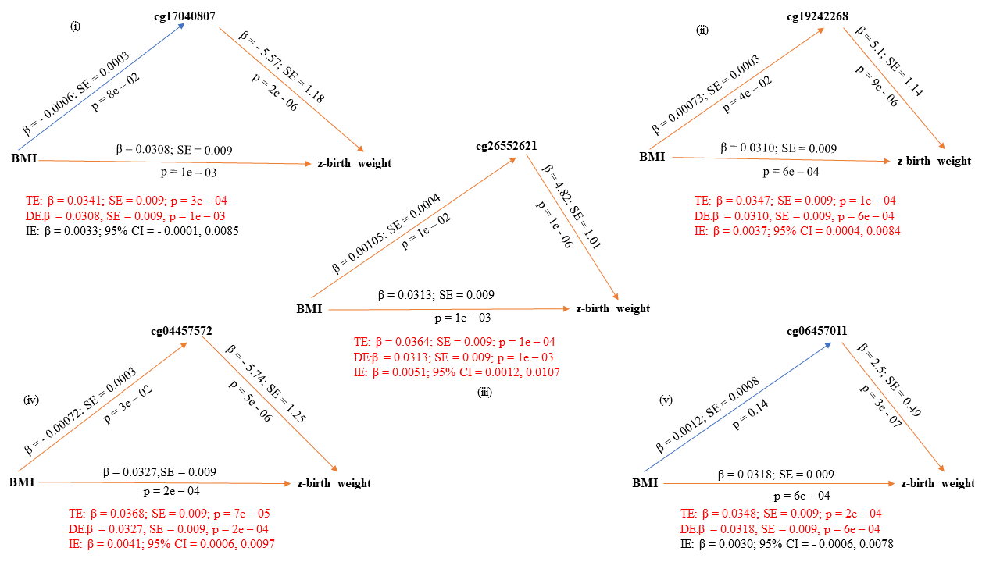 (i)
cg17040807
β = - 0.0006; SE = 0.0003
p = 8e – 02
β = - 5.57; SE = 1.18
p = 2e - 06
BMI
β = 0.0308; SE = 0.009
p = 1e – 03
z-birth weight
TE: β = 0.0341; SE = 0.009; p = 3e – 04
DE:β = 0.0308; SE = 0.009; p = 1e – 03
IE: β = 0.0033; 95% CI = - 0.0001, 0.0085
(ii)
cg19242268
β = 0.00073; SE = 0.0003
p = 4e – 02
β = 5.1; SE = 1.14
p = 9e - 06
BMI
β = 0.0310; SE = 0.009
p = 6e – 04
z-birth weight
TE: β = 0.0347; SE = 0.009; p = 1e – 04
DE:β = 0.0310; SE = 0.009; p = 6e – 04
IE: β = 0.0037; 95% CI = 0.0004, 0.0084
cg26552621
β = 0.00105; SE = 0.0004
p = 1e – 02
β = 4.82; SE = 1.01
p = 1e - 06
BMI
β = 0.0313; SE = 0.009
p = 1e – 03
z-birth weight
TE: β = 0.0364; SE = 0.009; p = 1e – 04
DE:β = 0.0313; SE = 0.009; p = 1e – 03
IE: β = 0.0051; 95% CI = 0.0012, 0.0107
(iii)
cg04457572
(iv)
β = - 0.00072; SE = 0.0003
p = 3e – 02
β = - 5.74; SE = 1.25
p = 5e - 06
BMI
β = 0.0327;SE = 0.009
p = 2e – 04
z-birth weight
TE: β = 0.0368; SE = 0.009; p = 7e – 05
DE:β = 0.0327; SE = 0.009; p = 2e – 04
IE: β = 0.0041; 95% CI = 0.0006, 0.0097
cg06457011
(v)
β = 0.0012; SE = 0.0008
p = 0.14
β = 2.5; SE = 0.49
p = 3e - 07
BMI
β = 0.0318; SE = 0.009
p = 6e – 04
z-birth weight
TE: β = 0.0348; SE = 0.009; p = 2e – 04
DE:β = 0.0318; SE = 0.009; p = 6e – 04
IE: β = 0.0030; 95% CI = - 0.0006, 0.0078